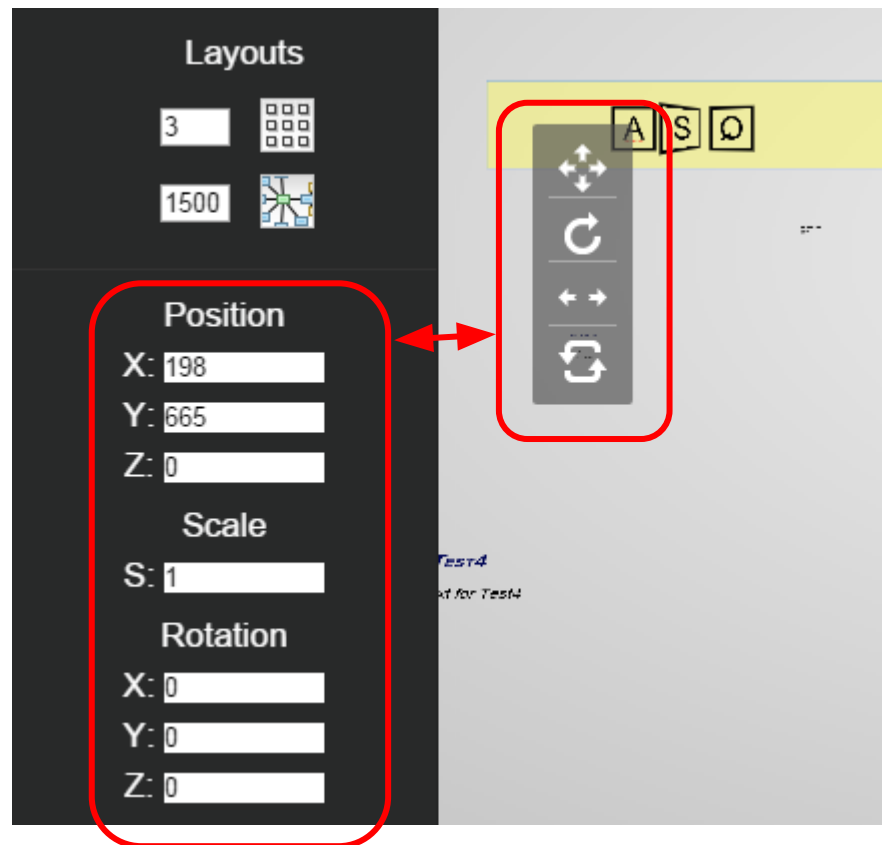 Layouts
3
1500
Position
X: 198
Y: 665
Z: 0
Scale
S: 1
Rotation
X: 0
Y: 0
Z: 0
A S Q
Test4
for Test4